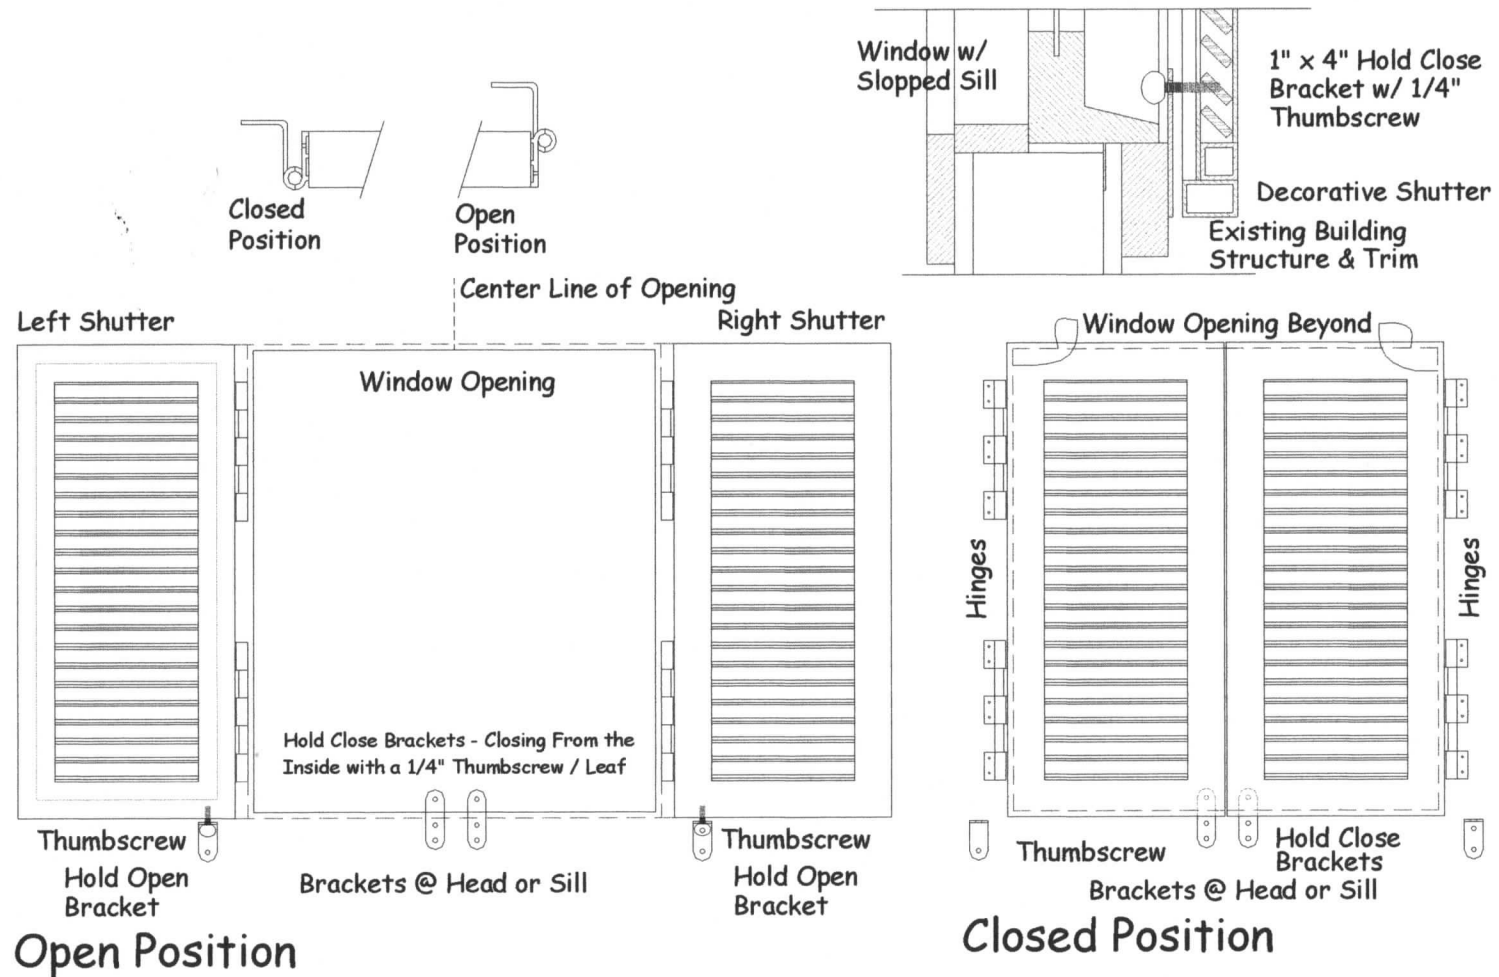 Window w/
Slopped Sill
1" x 4" Hold Close
Bracket w/ 1/4"
Thumbscrew
Decorative Shutter
Existing Building
Structure & Trim
Closed
Position
Open
Position
Center Line of Opening
Left Shutter
Right Shutter
Window Opening
Hold Close Brackets - Closing From the
Inside with a 1/4" Thumbscrew / Leaf
Thumbscrew
Hold Open
Bracket
Brackets @ Head or Sill
Thumbscrew
Hold Open
Bracket
Open Position
Window Opening Beyond
Hinges
Hinges
Thumbscrew
Hold Close
Brackets
Brackets @ Head or Sill
Closed Position